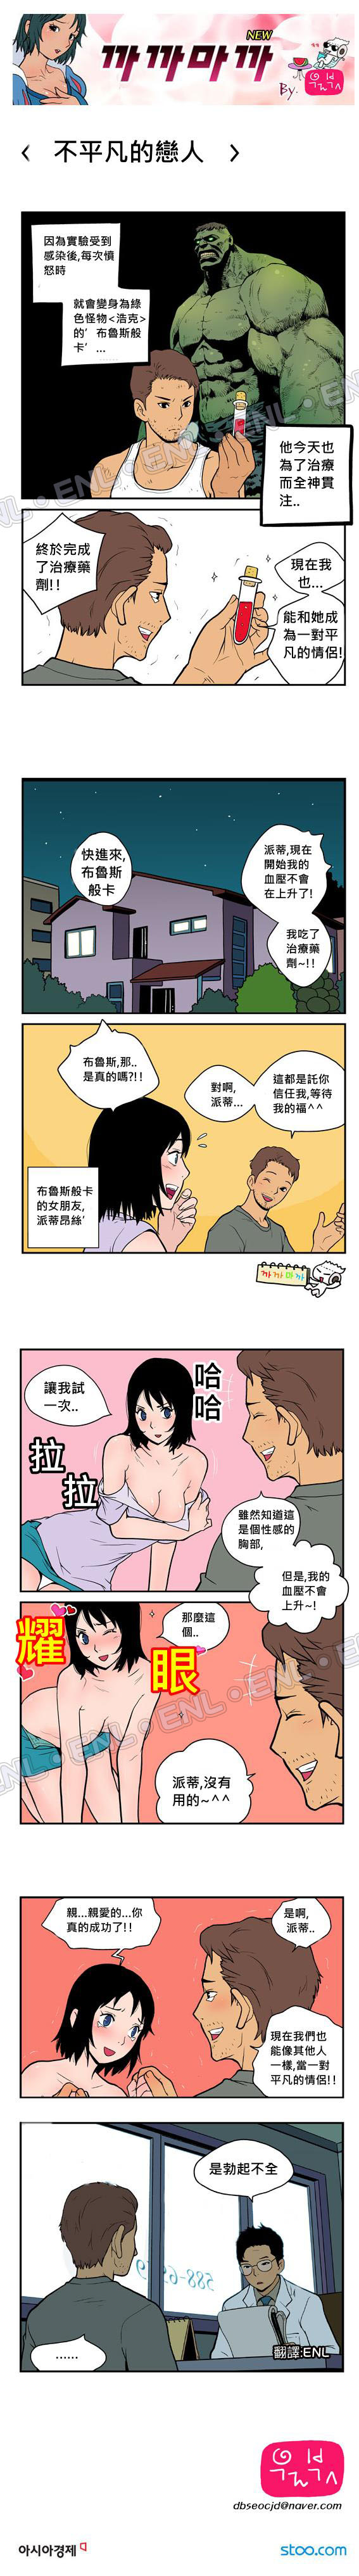 NEW
까까마까
By.
< 不平凡的戀人 >
因為實驗受到
感染後,每次憤
怒時
就會變身為綠
色怪物<浩克>
的'布魯斯般
卡'...
他今天也
為了治療
而全神貫
注..
終於完成
了治療藥
劑!!
現在我
也...
能和她成
為一對平
凡的情侶!
快進來,
布魯斯
般卡
派蒂,現在
開始我的
血壓不會
在上升了!
我吃了
治療藥
劑~!!
布魯斯,那..
是真的嗎?!!
對啊,
派蒂...
這都是託你
信任我,等待
我的福^^
布魯斯般卡
的女朋友,
派蒂昂絲'
까까마까
讓我試
一次..
哈
哈
拉
拉
雖然知道這
是個性感的
胸部,
但是,我的
血壓不會
上升~!
那麼這
個..
耀
眼
派蒂,沒有
用的~^^
親...親愛的...你
真的成功了!!
是啊,
派蒂..
現在我們也
能像其他人
一樣,當一對
平凡的情侶!!
是勃起不全
......
翻譯:ENL
dbseocjd@naver.com
아시아경제
stoo.com